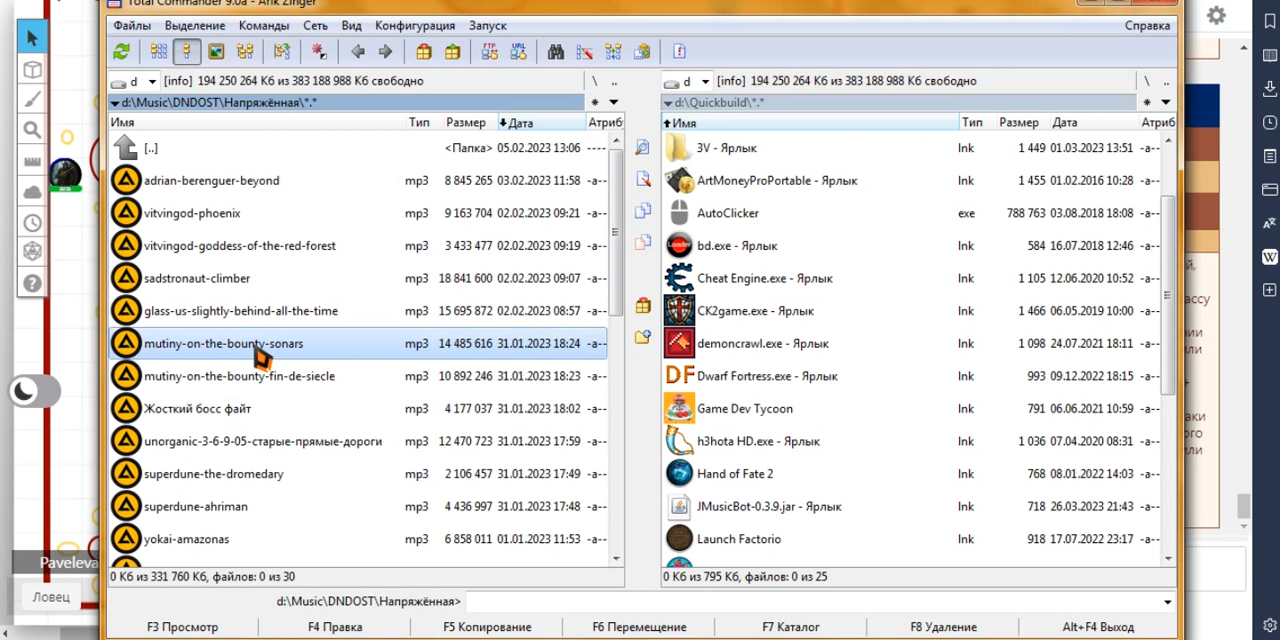 Total Commander 9.0a - Arik Zinger
Файлы Выделение Команды Сеть Вид Конфигурация Запуск Справка
d [info] 194 250 264 Кб из 383 188 988 Кб свободно \ ..
d [info] 194 250 264 Кб из 383 188 988 Кб свободно \ ..
d:\Music\DNDOST\Напряжённая\*.*
d:\Quickbuild\*.*
Имя Тип Размер Дата Атриб
[..] <Папка> 05.02.2023 13:06 ----
adrian-berenguer-beyond mp3 8 845 265 03.02.2023 11:58 -a--
vitvingod-phoenix mp3 9 163 704 02.02.2023 09:21 -a--
vitvingod-goddess-of-the-red-forest mp3 3 433 477 02.02.2023 09:19 -a--
sadstronaut-climber mp3 18 841 600 02.02.2023 09:07 -a--
glass-us-slightly-behind-all-the-time mp3 15 695 872 02.02.2023 08:57 -a--
mutiny-on-the-bounty-sonars mp3 14 485 616 31.01.2023 18:24 -a--
mutiny-on-the-bounty-fin-de-siecle mp3 10 892 246 31.01.2023 18:23 -a--
Жосткий босс файт mp3 4 177 037 31.01.2023 18:02 -a--
unorganic-3-6-9-05-старые-прямые-дороги mp3 12 470 723 31.01.2023 17:59 -a--
superdune-the-dromedary mp3 2 106 457 31.01.2023 17:49 -a--
superdune-ahriman mp3 4 436 997 31.01.2023 17:48 -a--
yokai-amazonas mp3 6 858 011 01.01.2023 11:53 -a--
0 Кб из 331 760 Кб, файлов: 0 из 30
Имя Тип Размер Дата Атриб
3V - Ярлык lnk 1 449 01.03.2023 13:51 -a--
ArtMoneyProPortable - Ярлык lnk 1 455 01.02.2016 10:28 -a--
AutoClicker exe 788 763 03.08.2018 18:08 -a--
bd.exe - Ярлык lnk 584 16.07.2018 12:46 -a--
Cheat Engine.exe - Ярлык lnk 1 105 12.06.2020 10:52 -a--
CK2game.exe - Ярлык lnk 1 466 06.05.2019 10:00 -a--
demoncrawl.exe - Ярлык lnk 1 098 24.07.2021 18:11 -a--
DF Dwarf Fortress.exe - Ярлык lnk 993 09.12.2022 18:15 -a--
Game Dev Tycoon lnk 791 06.06.2021 10:59 -a--
h3hota HD.exe - Ярлык lnk 1 036 07.04.2020 08:31 -a--
Hand of Fate 2 lnk 768 08.01.2022 14:03 -a--
JMusicBot-0.3.9.jar - Ярлык lnk 718 26.03.2023 21:43 -a--
Launch Factorio lnk 918 17.07.2022 23:17 -a--
0 Кб из 795 Кб, файлов: 0 из 25
d:\Music\DNDOST\Напряжённая>
F3 Просмотр F4 Правка F5 Копирование F6 Перемещение F7 Каталог F8 Удаление Alt+F4 Выход
Paveleva
Ловец